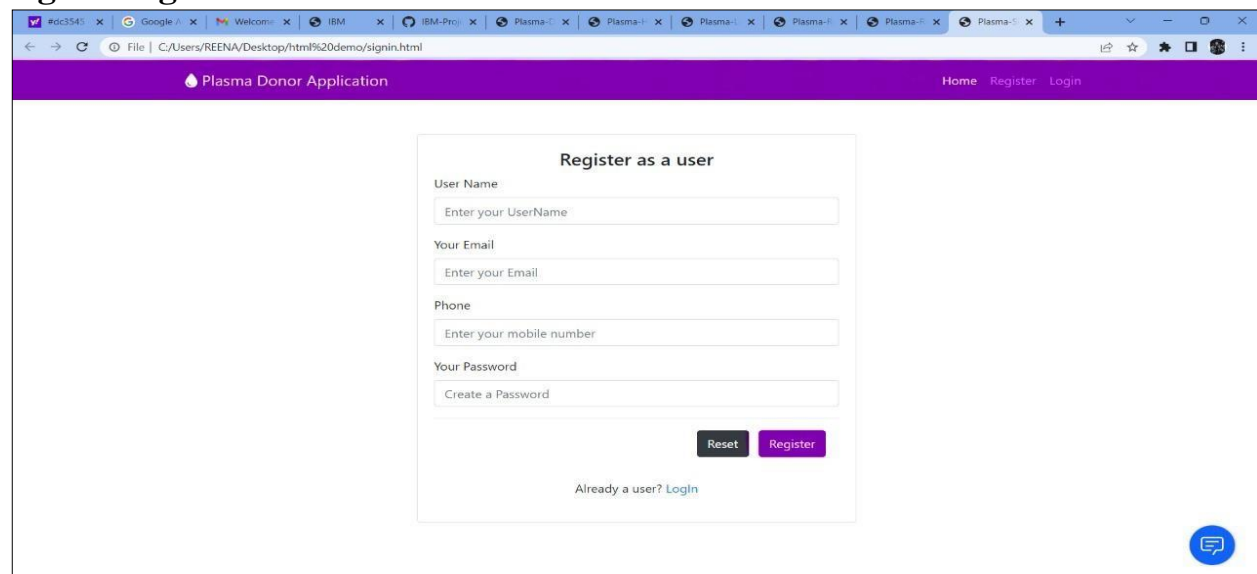 #dc3545 Google A Welcome IBM IBM-Proj Plasma- Plasma-H Plasma-L Plasma-R Plasma-R Plasma-S
File | C:/Users/REENA/Desktop/html%20demo/signin.html
Plasma Donor Application Home Register Login
Register as a user
User Name
Enter your UserName
Your Email
Enter your Email
Phone
Enter your mobile number
Your Password
Create a Password
Reset Register
Already a user? LogIn